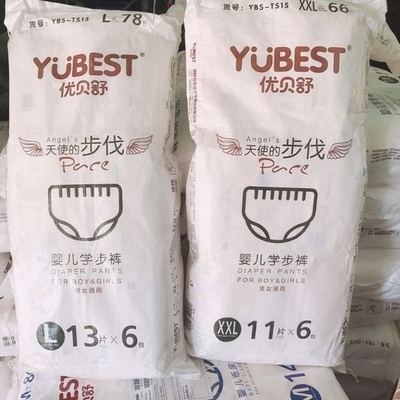 货号: YBS-TS15 L 78
YÜBEST®
优贝舒
Angel's
天使的步伐
Pace
婴儿学步裤
DIAPER PANTS
FOR BOY&GIRLS
男女通用
L 13片×6包
货号: YBS-TS15 XXL 66
YÜBEST®
优贝舒
Angel's
天使的步伐
Pace
婴儿学步裤
DIAPER PANTS
FOR BOY&GIRLS
男女通用
XXL 11片×6包